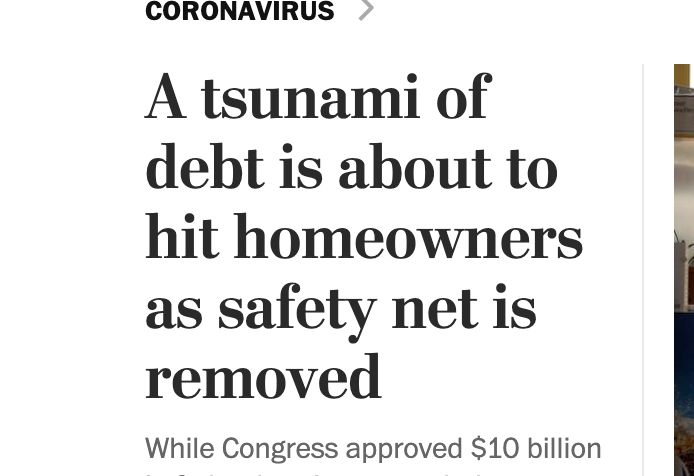 CORONAVIRUS
A tsunami of
debt is about to
hit homeowners
as safety net is
removed
While Congress approved $10 billion